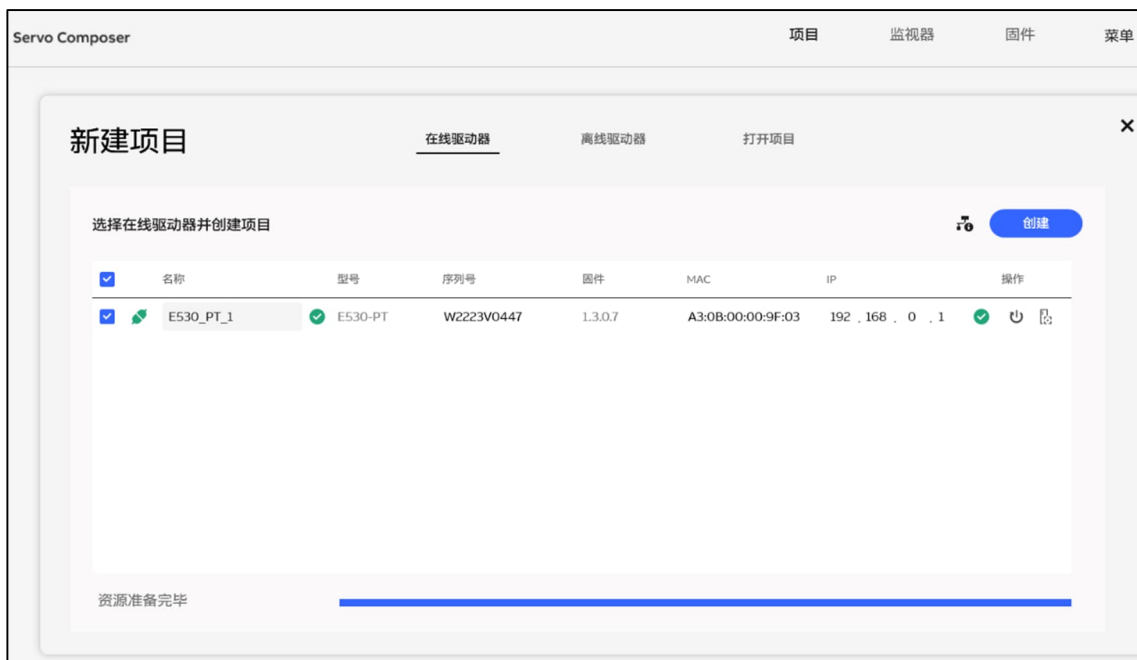 Servo Composer 项目 监视器 固件 菜单
新建项目 在线驱动器 离线驱动器 打开项目
选择在线驱动器并创建项目 创建
名称 型号 序列号 固件 MAC IP 操作
E530_PT_1 E530-PT W2223V0447 1.3.0.7 A3:0B:00:00:9F:03 192 . 168 . 0 . 1
资源准备完毕